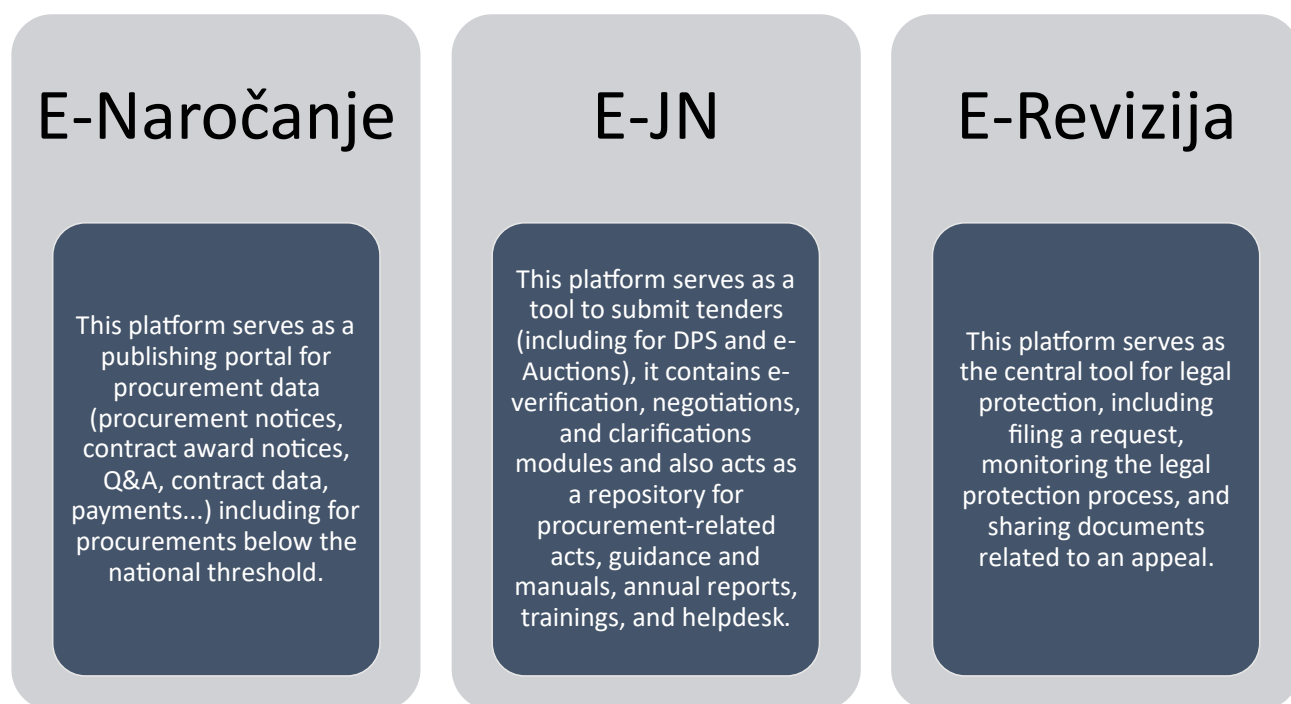 E-Naročanje
This platform serves as a
publishing portal for
procurement data
(procurement notices,
contract award notices,
Q&A, contract data,
payments...) including for
procurements below the
national threshold.
E-JN
This platform serves as a
tool to submit tenders
(including for DPS and e-
Auctions), it contains e-
verification, negotiations,
and clarifications
modules and also acts as
a repository for
procurement-related
acts, guidance and
manuals, annual reports,
trainings, and helpdesk.
E-Revizija
This platform serves as
the central tool for legal
protection, including
filing a request,
monitoring the legal
protection process, and
sharing documents
related to an appeal.